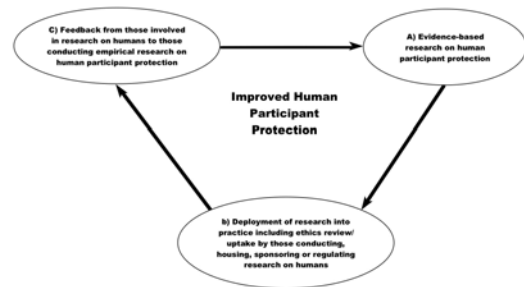 C) Feedback from those involved
in research on humans to those
conducting empirical research on
human participant protection
A) Evidence-based
research on human
participant protection
Improved Human
Participant
Protection
b) Deployment of research into
practice including ethics review/
uptake by those conducting,
housing, sponsoring or regulating
research on humans